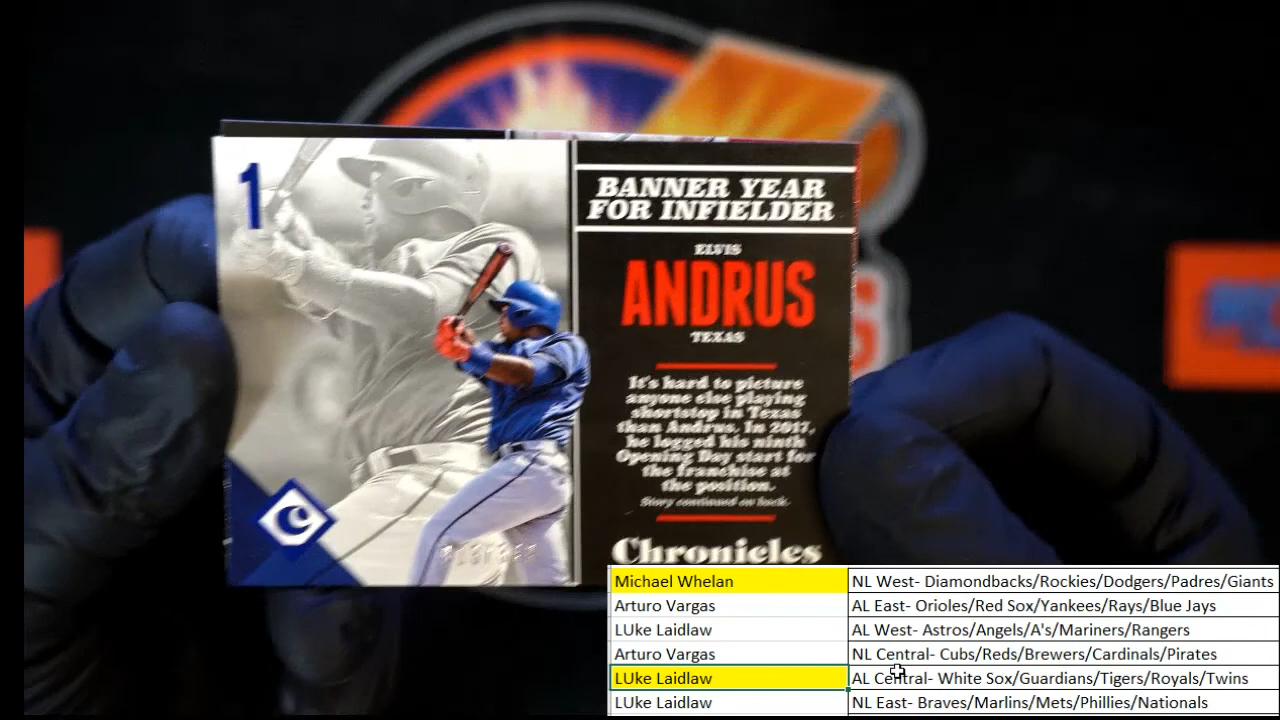 1
BANNER YEAR
FOR INFIELDER
ELVIS
ANDRUS
TEXAS
It's hard to picture
anyone else playing
shortstop in Texas
than Andrus. In 2017,
he logged his ninth
Opening Day start for
the franchise at
the position.
Story continued on back.
Chronicles
Michael Whelan NL West- Diamondbacks/Rockies/Dodgers/Padres/Giants
Arturo Vargas AL East- Orioles/Red Sox/Yankees/Rays/Blue Jays
LUke Laidlaw AL West- Astros/Angels/A's/Mariners/Rangers
Arturo Vargas NL Central- Cubs/Reds/Brewers/Cardinals/Pirates
LUke Laidlaw AL Central- White Sox/Guardians/Tigers/Royals/Twins
LUke Laidlaw NL East- Braves/Marlins/Mets/Phillies/Nationals